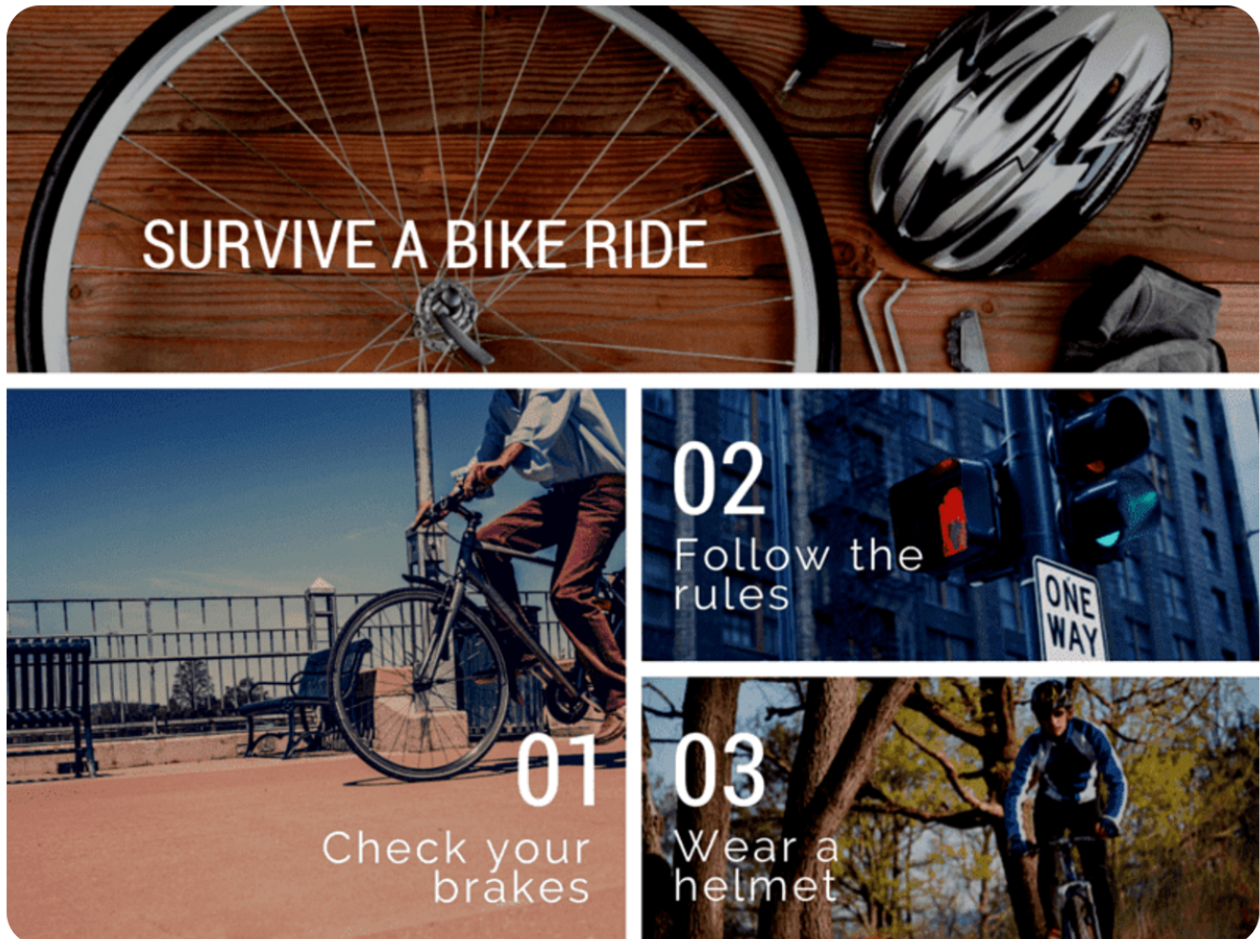 SURVIVE A BIKE RIDE
01
Check your
brakes
02
Follow the
rules
ONE
WAY
03
Wear a
helmet